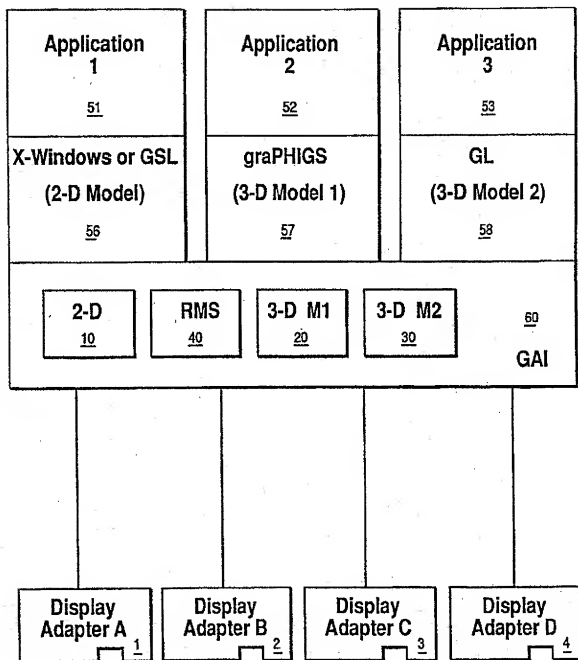 Application
1
51
Application
2
52
Application
3
53
X-Windows or GSL
(2-D Model)
56
graPHIGS
(3-D Model 1)
57
GL
(3-D Model 2)
58
2-D
10
RMS
40
3-D M1
20
3-D M2
30
60
GAI
Display
Adapter A
1
Display
Adapter B
2
Display
Adapter C
3
Display
Adapter D
4